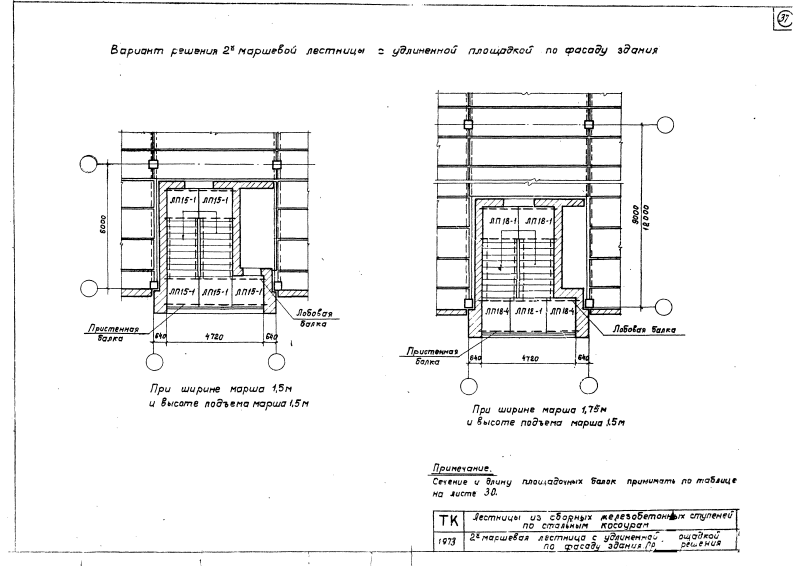 37
Вариант решения 2х маршевой лестницы с удлиненной площадкой по фасаду здания
6000
ЛП15-1 ЛП15-1
ЛП15-1 ЛП15-1 ЛП15-1
Пристенная балка
Лобовая балка
640 4720 640
При ширине марша 1,5м
и высоте подъема марша 1,5м
9000
12000
ЛП18-1 ЛП18-1
ЛП18-4 ЛП12-1 ЛП18-4
Пристенная балка
Лобовая балка
640 4720 640
При ширине марша 1,75м
и высоте подъема марша 1.5м
Примечание.
Сечение и длину площадочных балок принимать по таблице
на листе 30.
ТК
Лестницы из сборных железобетонных ступеней
по стальным косоурам
1973
2х маршевая лестница с удлиненной ощадкой
по фасаду здания решения